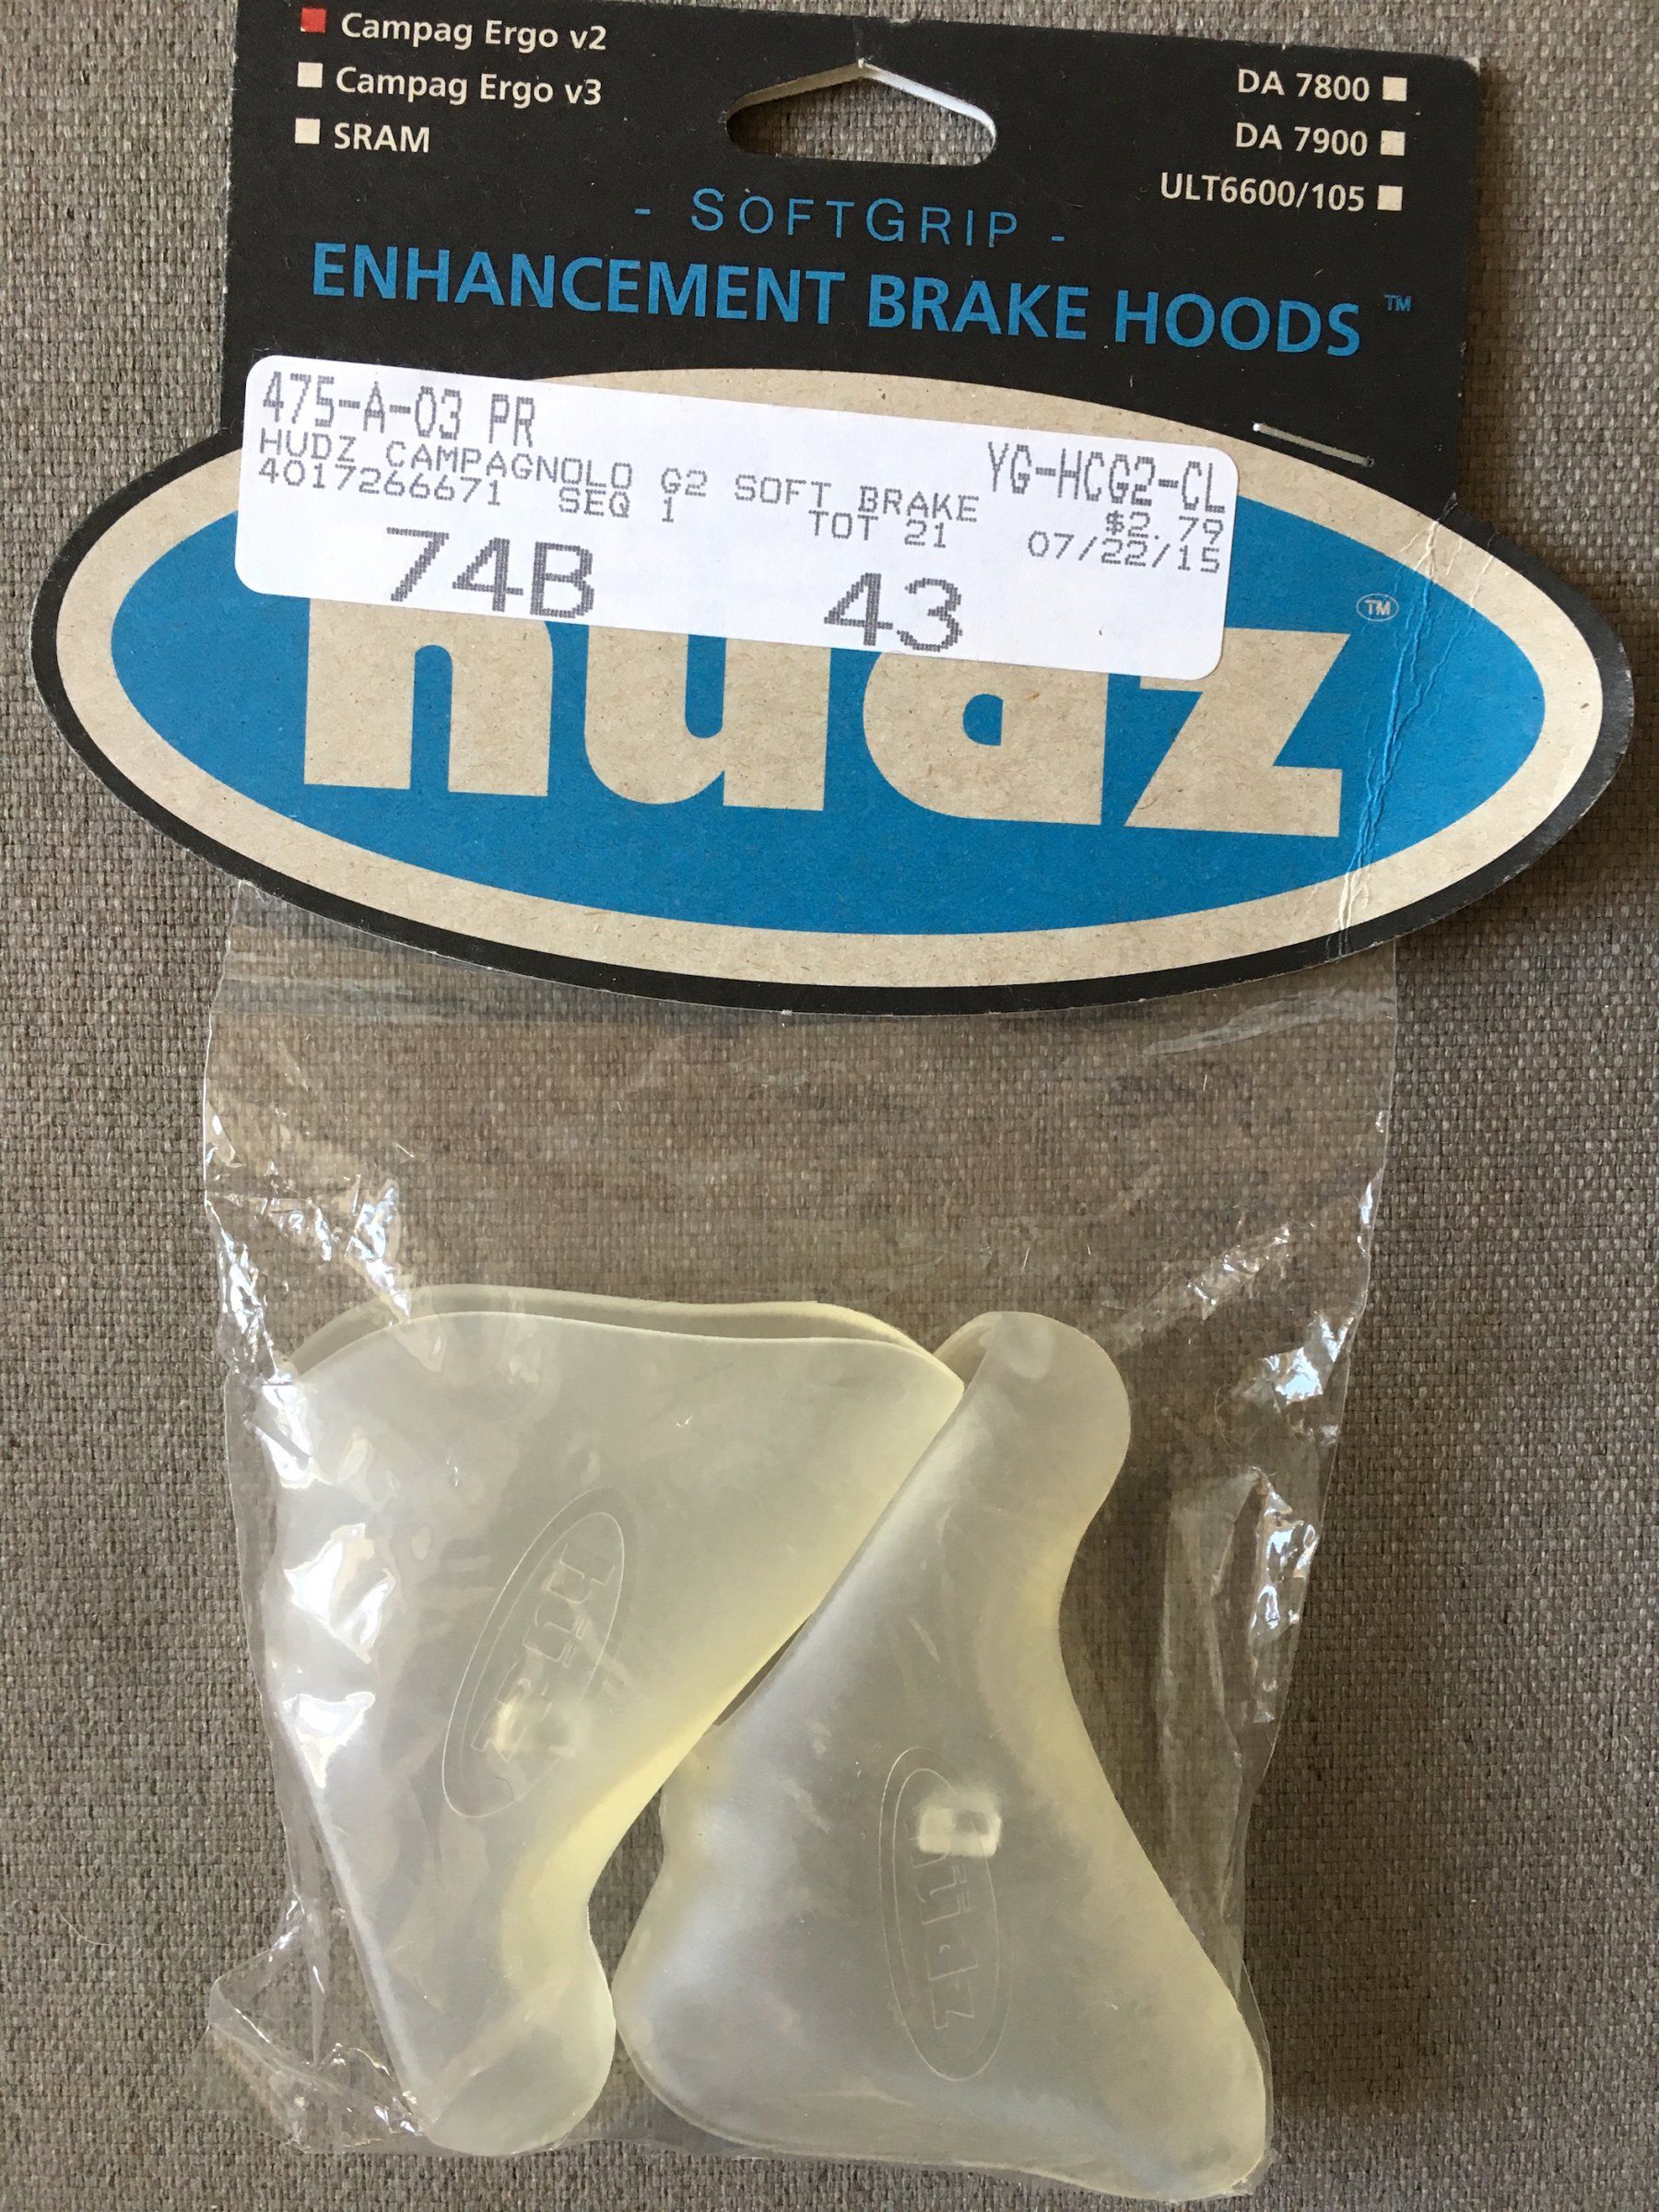 Campag Ergo v2
Campag Ergo v3
SRAM
DA 7800
DA 7900
ULT6600/105
- SOFTGRIP -
ENHANCEMENT BRAKE HOODS ™
475-A-03 PR YG-HCG2-CL
HUDZ CAMPAGNOLO G2 SOFT BRAKE $2.79
4017266671 SEQ 1 TOT 21 07/22/15
74B 43
hudz TM
hudz
hudz